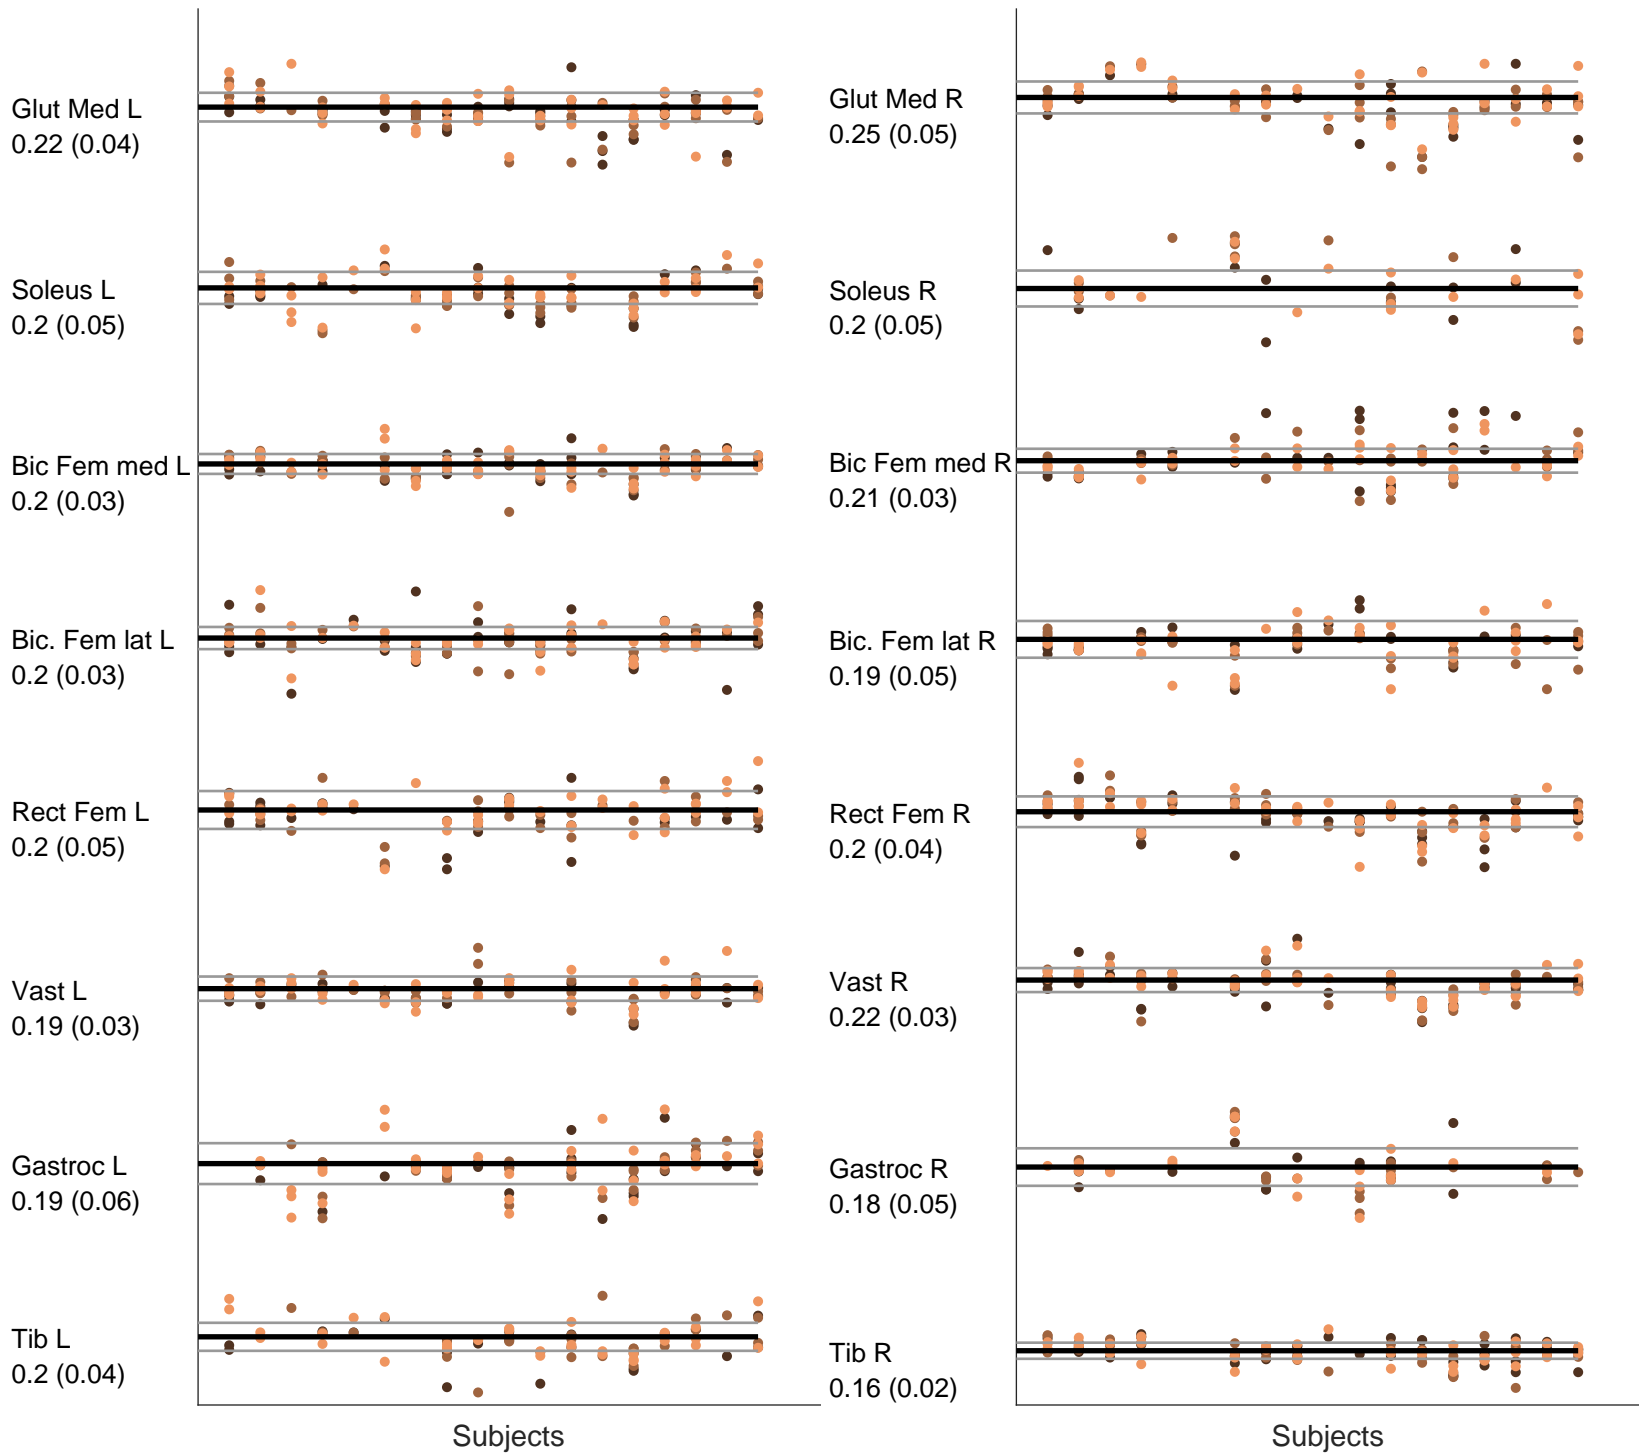 Glut Med L
0.22 (0.04)
Soleus L
0.2 (0.05)
Bic Fem med L
0.2 (0.03)
Bic. Fem lat L
0.2 (0.03)
Rect Fem L
0.2 (0.05)
Vast L
0.19 (0.03)
Gastroc L
0.19 (0.06)
Tib L
0.2 (0.04)
Subjects
Glut Med R
0.25 (0.05)
Soleus R
0.2 (0.05)
Bic Fem med R
0.21 (0.03)
Bic. Fem lat R
0.19 (0.05)
Rect Fem R
0.2 (0.04)
Vast R
0.22 (0.03)
Gastroc R
0.18 (0.05)
Tib R
0.16 (0.02)
Subjects